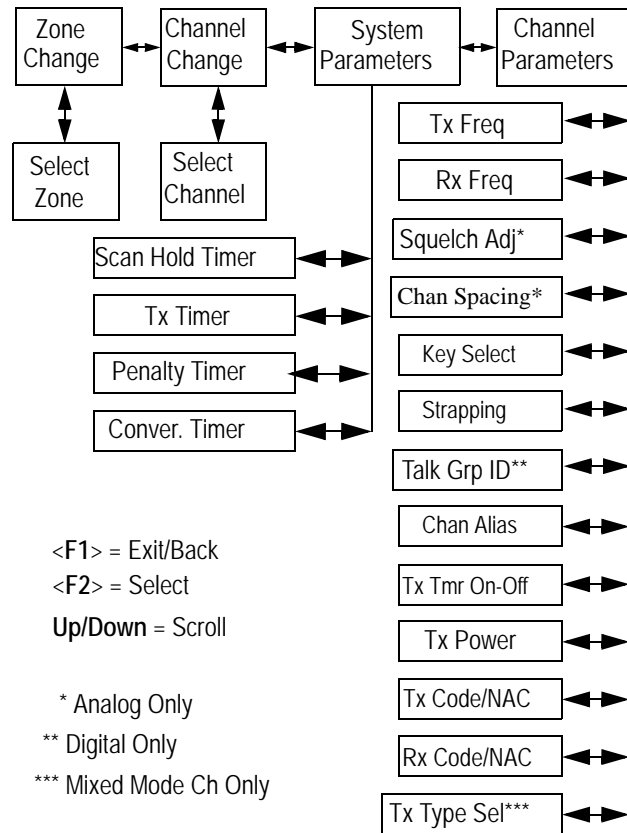 Zone
Change
Channel
Change
System
Parameters
Channel
Parameters
Select
Zone
Select
Channel
Scan Hold Timer
Tx Timer
Penalty Timer
Conver. Timer
Tx Freq
Rx Freq
Squelch Adj*
Chan Spacing*
Key Select
Strapping
Talk Grp ID**
Chan Alias
Tx Tmr On-Off
Tx Power
Tx Code/NAC
Rx Code/NAC
Tx Type Sel***
<F1> = Exit/Back
<F2> = Select
Up/Down = Scroll
* Analog Only
** Digital Only
*** Mixed Mode Ch Only